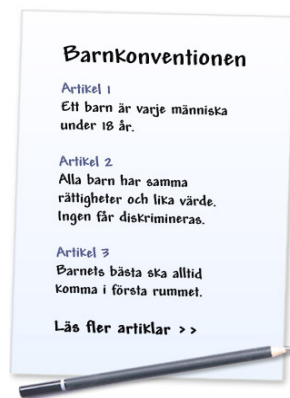 Barnkonventionen
Artikel 1
Ett barn är varje människa
under 18 år.
Artikel 2
Alla barn har samma
rättigheter och lika värde.
Ingen får diskrimineras.
Artikel 3
Barnets bästa ska alltid
komma i första rummet.
Läs fler artiklar >>